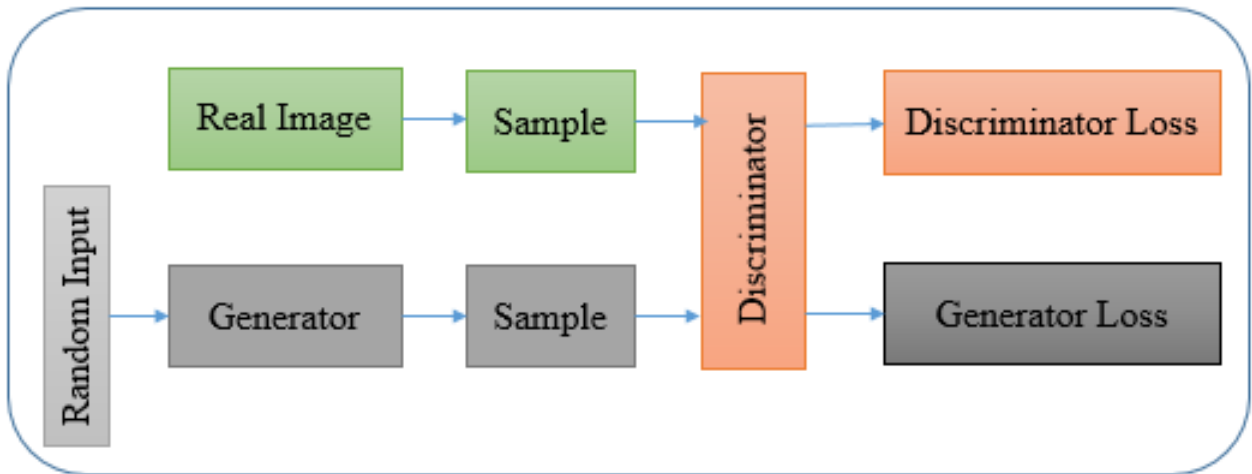 Real Image
Sample
Discriminator
Discriminator Loss
Random Input
Generator
Sample
Generator Loss